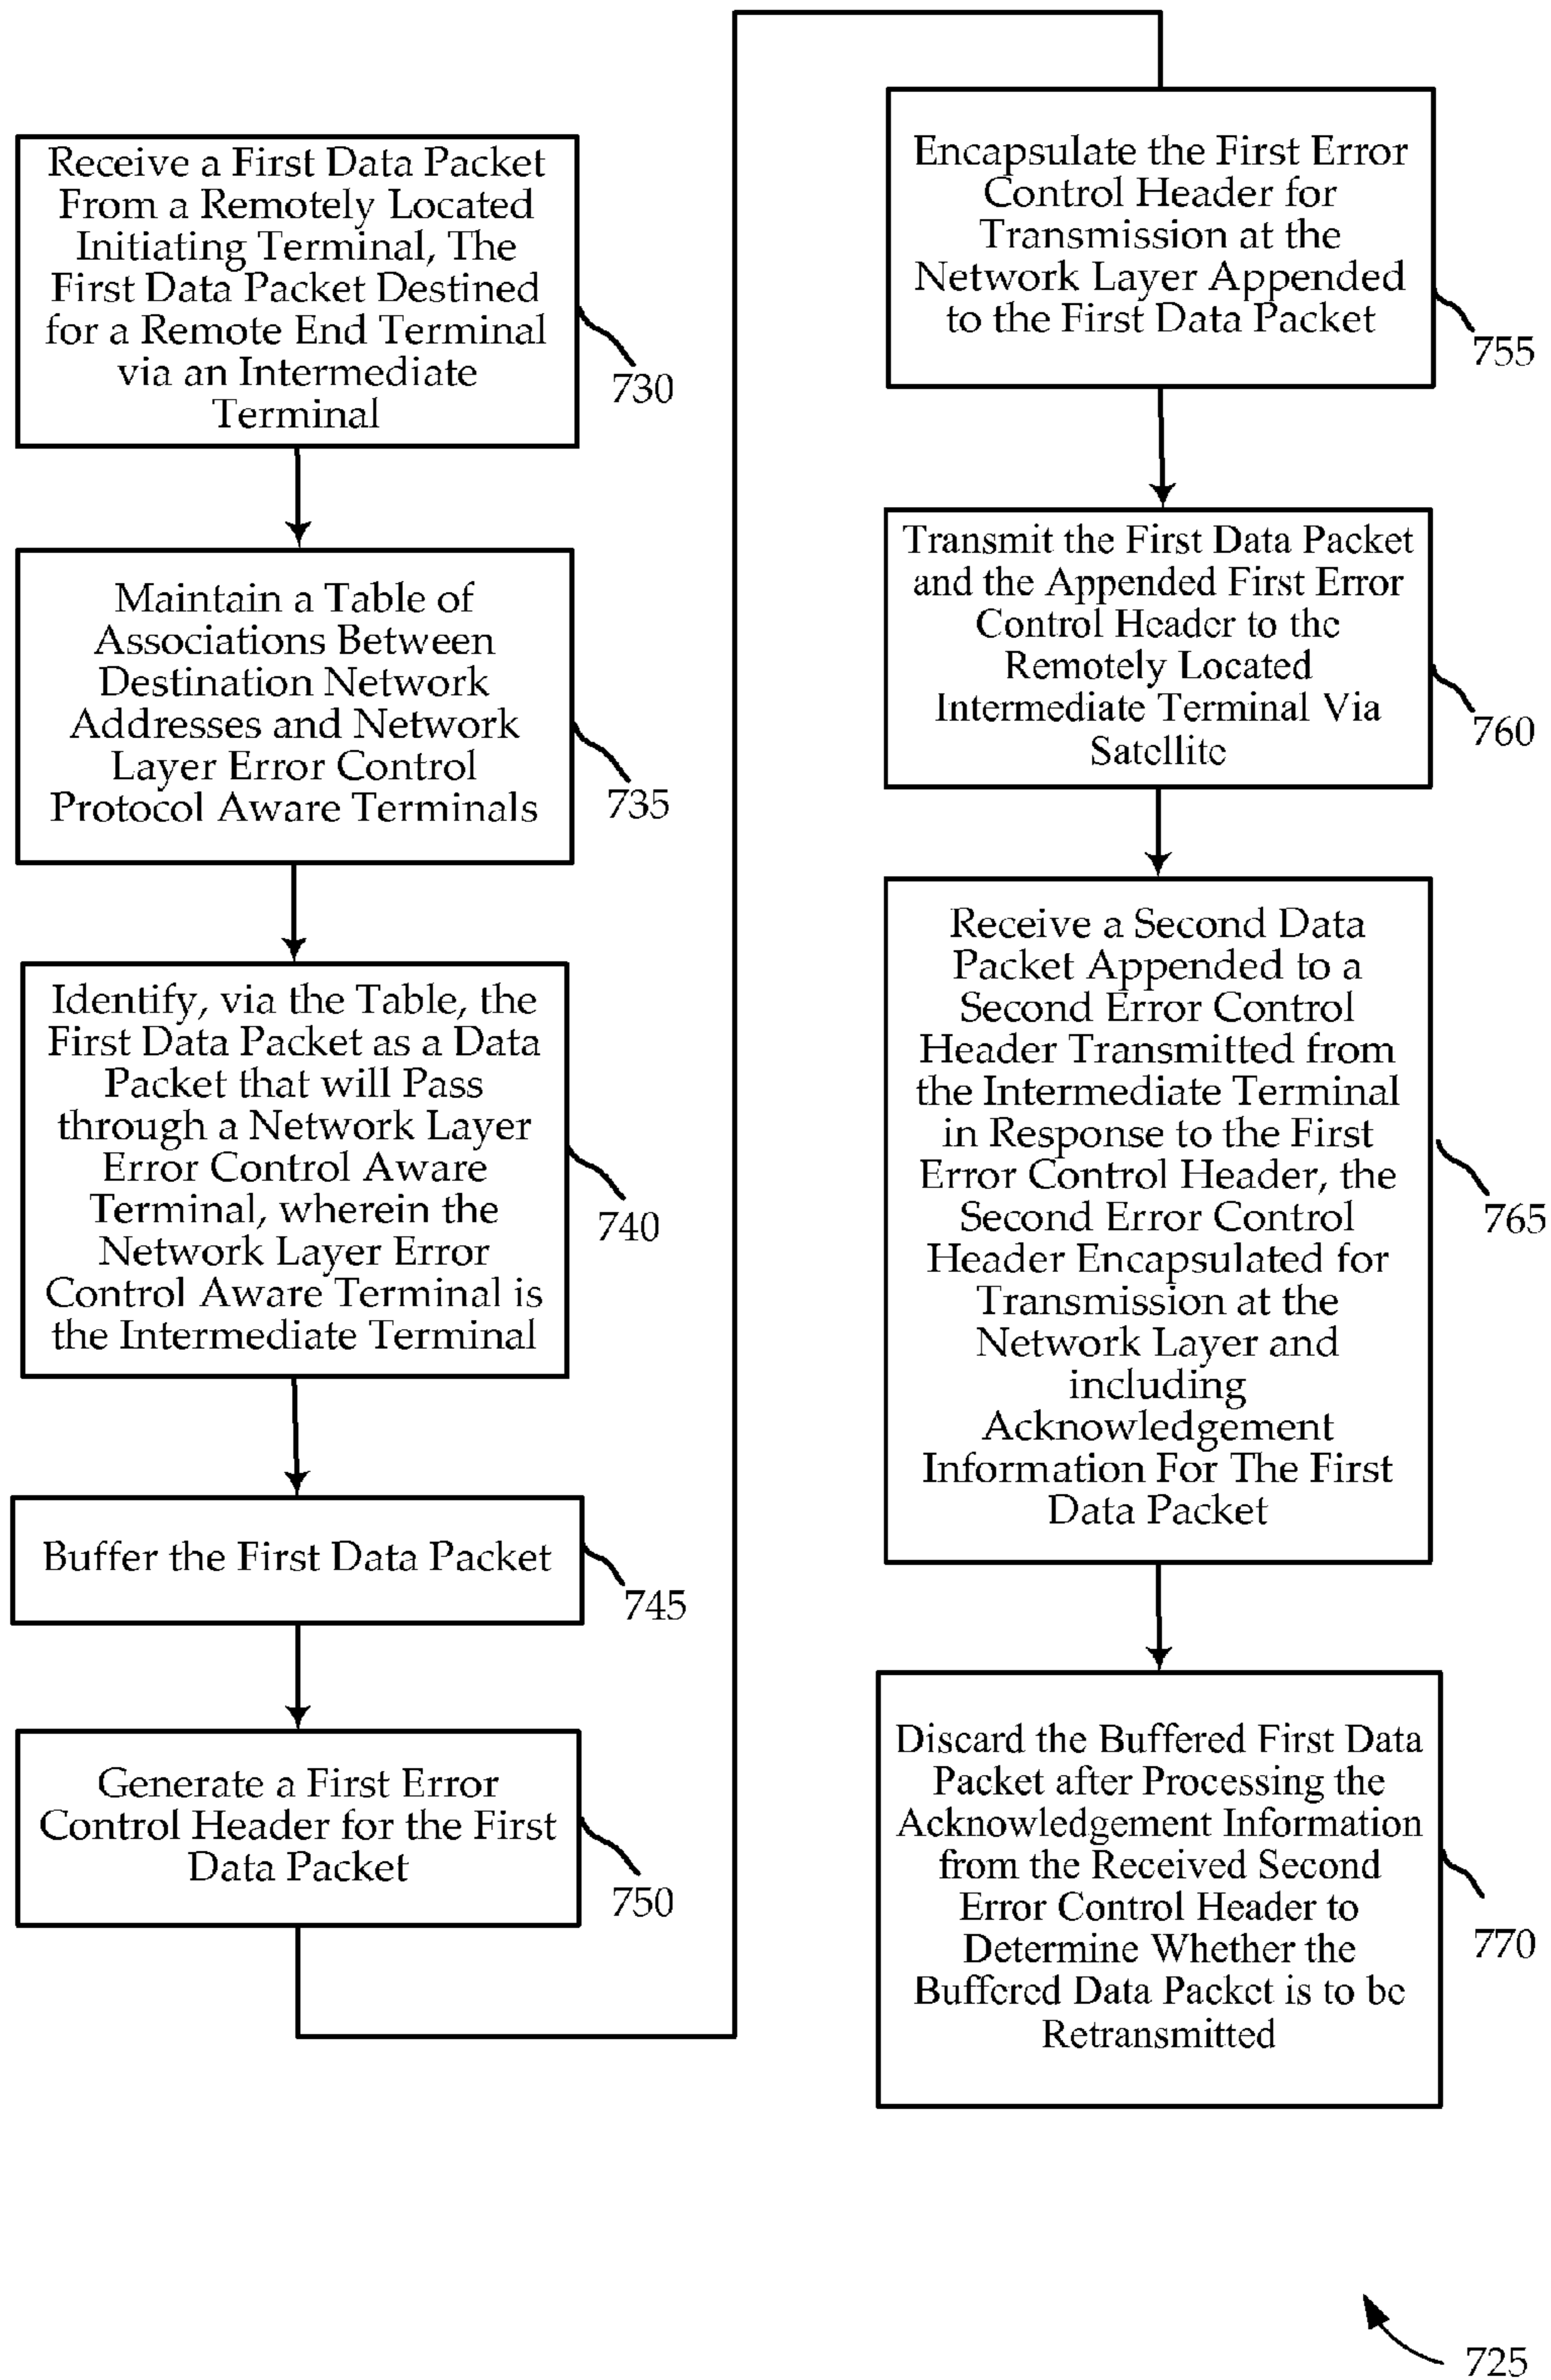 Receive a First Data Packet
From a Remotely Located
Initiating Terminal, The
First Data Packet Destined
for a Remote End Terminal
via an Intermediate
Terminal
730
Maintain a Table of
Associations Between
Destination Network
Addresses and Network
Layer Error Control
Protocol Aware Terminals
735
Identify, via the Table, the
First Data Packet as a Data
Packet that will Pass
through a Network Layer
Error Control Aware
Terminal, wherein the
Network Layer Error
Control Aware Terminal is
the Intermediate Terminal
740
Buffer the First Data Packet
745
Generate a First Error
Control Header for the First
Data Packet
750
Encapsulate the First Error
Control Header for
Transmission at the
Network Layer Appended
to the First Data Packet
755
Transmit the First Data Packet
and the Appended First Error
Control Header to the
Remotely Located
Intermediate Terminal Via
Satellite
760
Receive a Second Data
Packet Appended to a
Second Error Control
Header Transmitted from
the Intermediate Terminal
in Response to the First
Error Control Header, the
Second Error Control
Header Encapsulated for
Transmission at the
Network Layer and
including
Acknowledgement
Information For The First
Data Packet
765
Discard the Buffered First Data
Packet after Processing the
Acknowledgement Information
from the Received Second
Error Control Header to
Determine Whether the
Buffered Data Packet is to be
Retransmitted
770
725